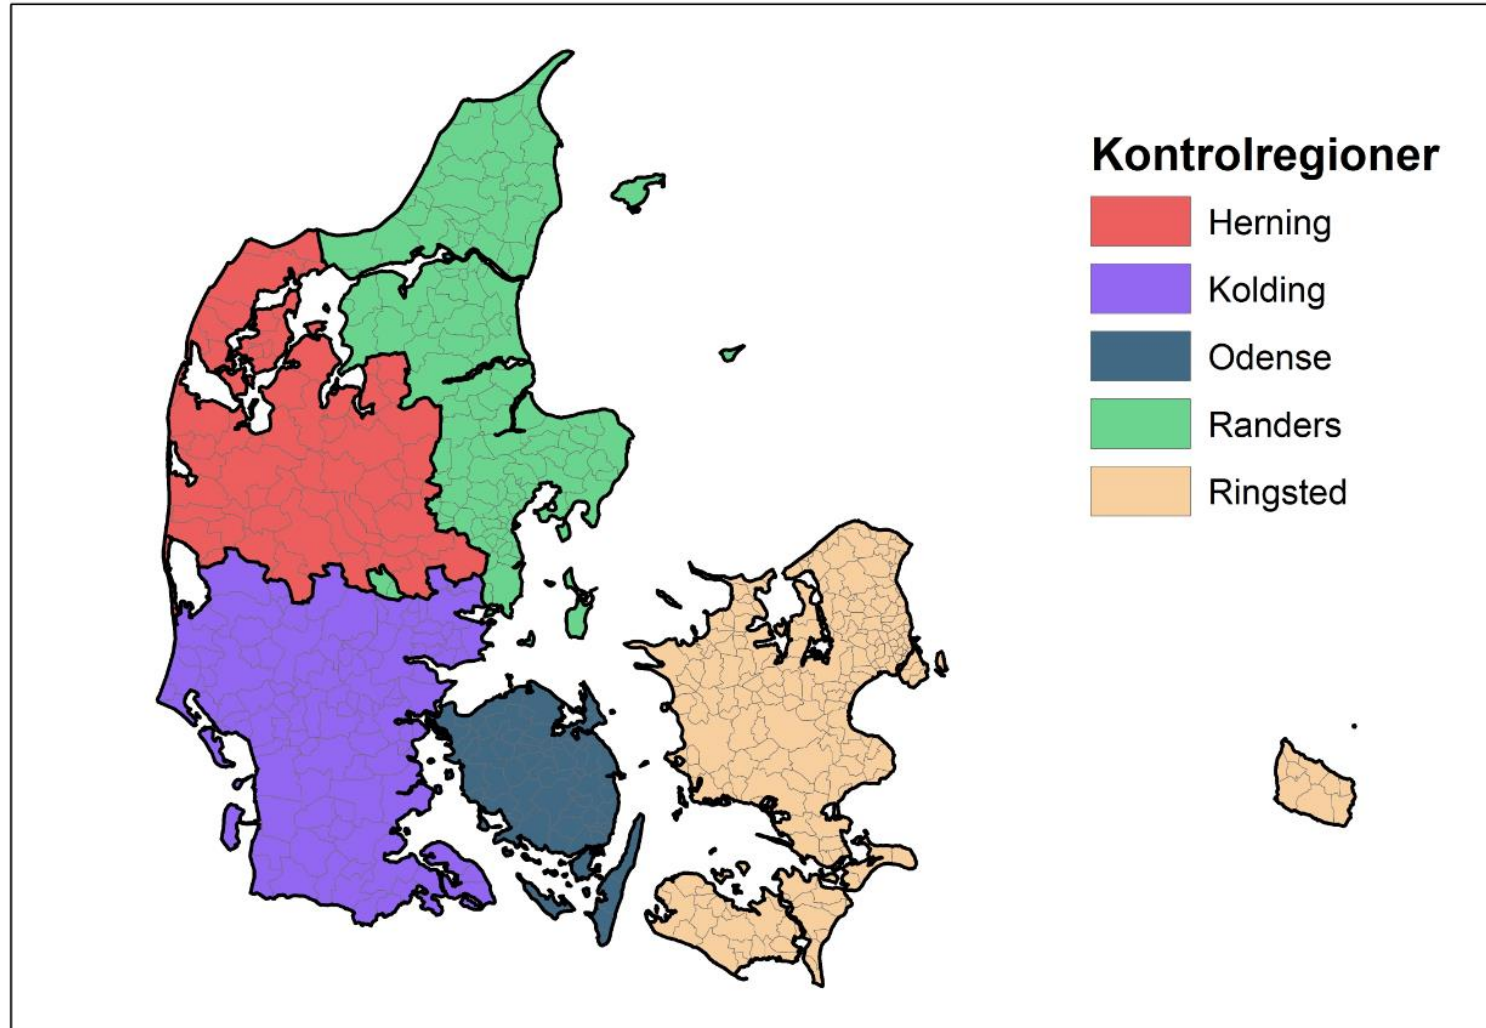 Kontrolregioner
Herning
Kolding
Odense
Randers
Ringsted